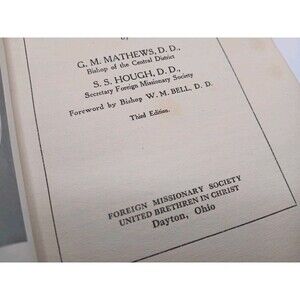 by
G. M. MATHEWS, D. D.,
Bishop of the Central District
S. S. HOUGH, D. D.,
Secretary Foreign Missionary Society
Foreword by Bishop W. M. BELL, D. D.
Third Edition.
FOREIGN MISSIONARY SOCIETY
UNITED BRETHREN IN CHRIST
Dayton, Ohio